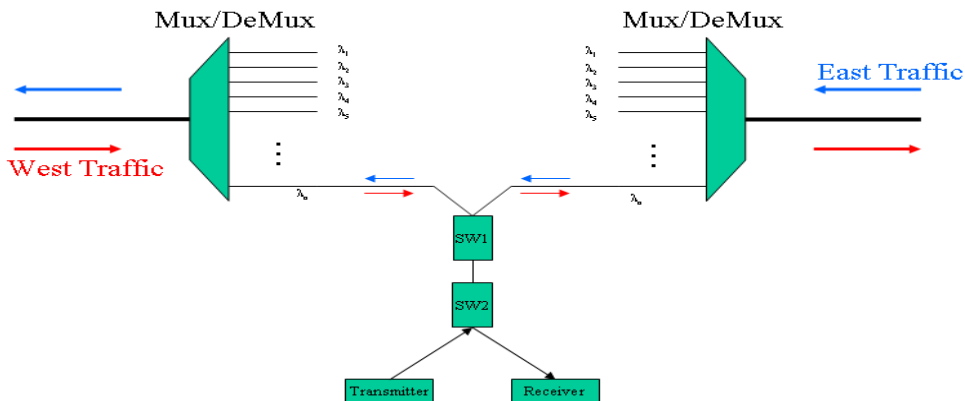 Mux/DeMux
Mux/DeMux
λ₁
λ₂
λ₃
λ₄
λ₅
⋮
λₙ
λ₁
λ₂
λ₃
λ₄
λ₅
⋮
λₙ
East Traffic
West Traffic
SW1
SW2
Transmitter
Receiver